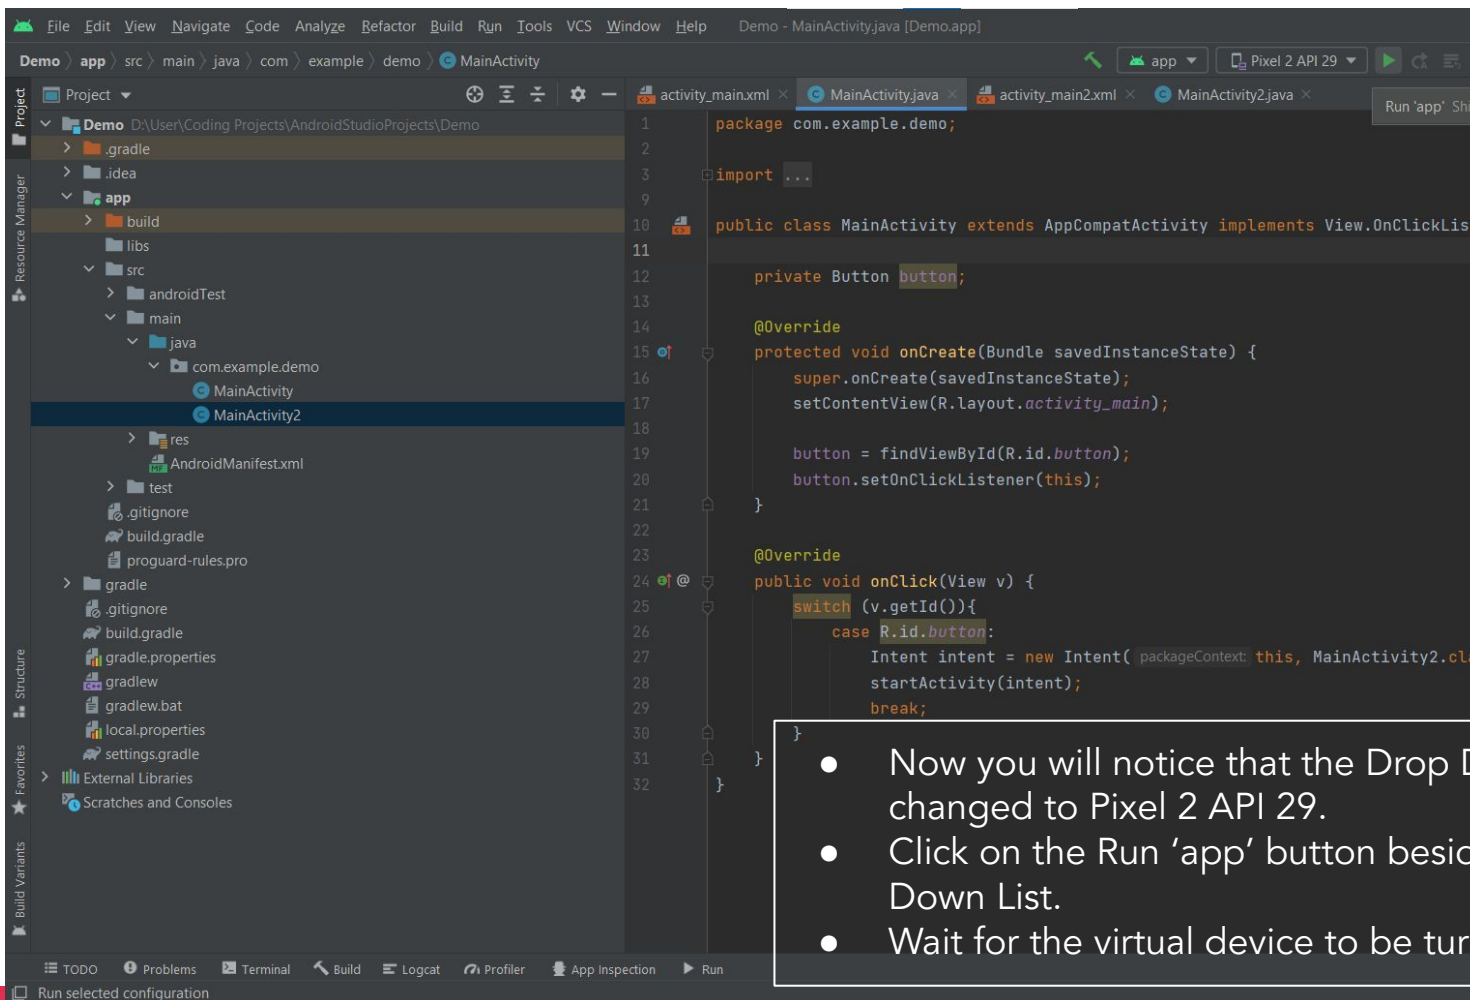 File Edit View Navigate Code Analyze Refactor Build Run Tools VCS Window Help Demo - MainActivity.java [Demo.app]
Demo 〉 app 〉 src 〉 main 〉 java 〉 com 〉 example 〉 demo 〉 MainActivity
app Pixel 2 API 29
Project
activity_main.xml MainActivity.java activity_main2.xml MainActivity2.java
Run 'app' Shi
Project
Resource Manager
Structure
Favorites
Build Variants
Demo D:\User\Coding Projects\AndroidStudioProjects\Demo
.gradle
.idea
app
build
libs
src
androidTest
main
java
com.example.demo
MainActivity
MainActivity2
res
AndroidManifest.xml
test
.gitignore
build.gradle
proguard-rules.pro
gradle
.gitignore
build.gradle
gradle.properties
gradlew
gradlew.bat
local.properties
settings.gradle
External Libraries
Scratches and Consoles
1 package com.example.demo;
2
3 import ...
9
10 public class MainActivity extends AppCompatActivity implements View.OnClickLis
11
12 private Button button;
13
14 @Override
15 protected void onCreate(Bundle savedInstanceState) {
16 super.onCreate(savedInstanceState);
17 setContentView(R.layout.activity_main);
18
19 button = findViewById(R.id.button);
20 button.setOnClickListener(this);
21 }
22
23 @Override
24 @ public void onClick(View v) {
25 switch (v.getId()){
26 case R.id.button:
27 Intent intent = new Intent( packageContext: this, MainActivity2.cla
28 startActivity(intent);
29 break;
30 }
31 }
32 }
● Now you will notice that the Drop D
changed to Pixel 2 API 29.
● Click on the Run ‘app’ button besid
Down List.
● Wait for the virtual device to be tur
TODO Problems Terminal Build Logcat Profiler App Inspection Run
Run selected configuration